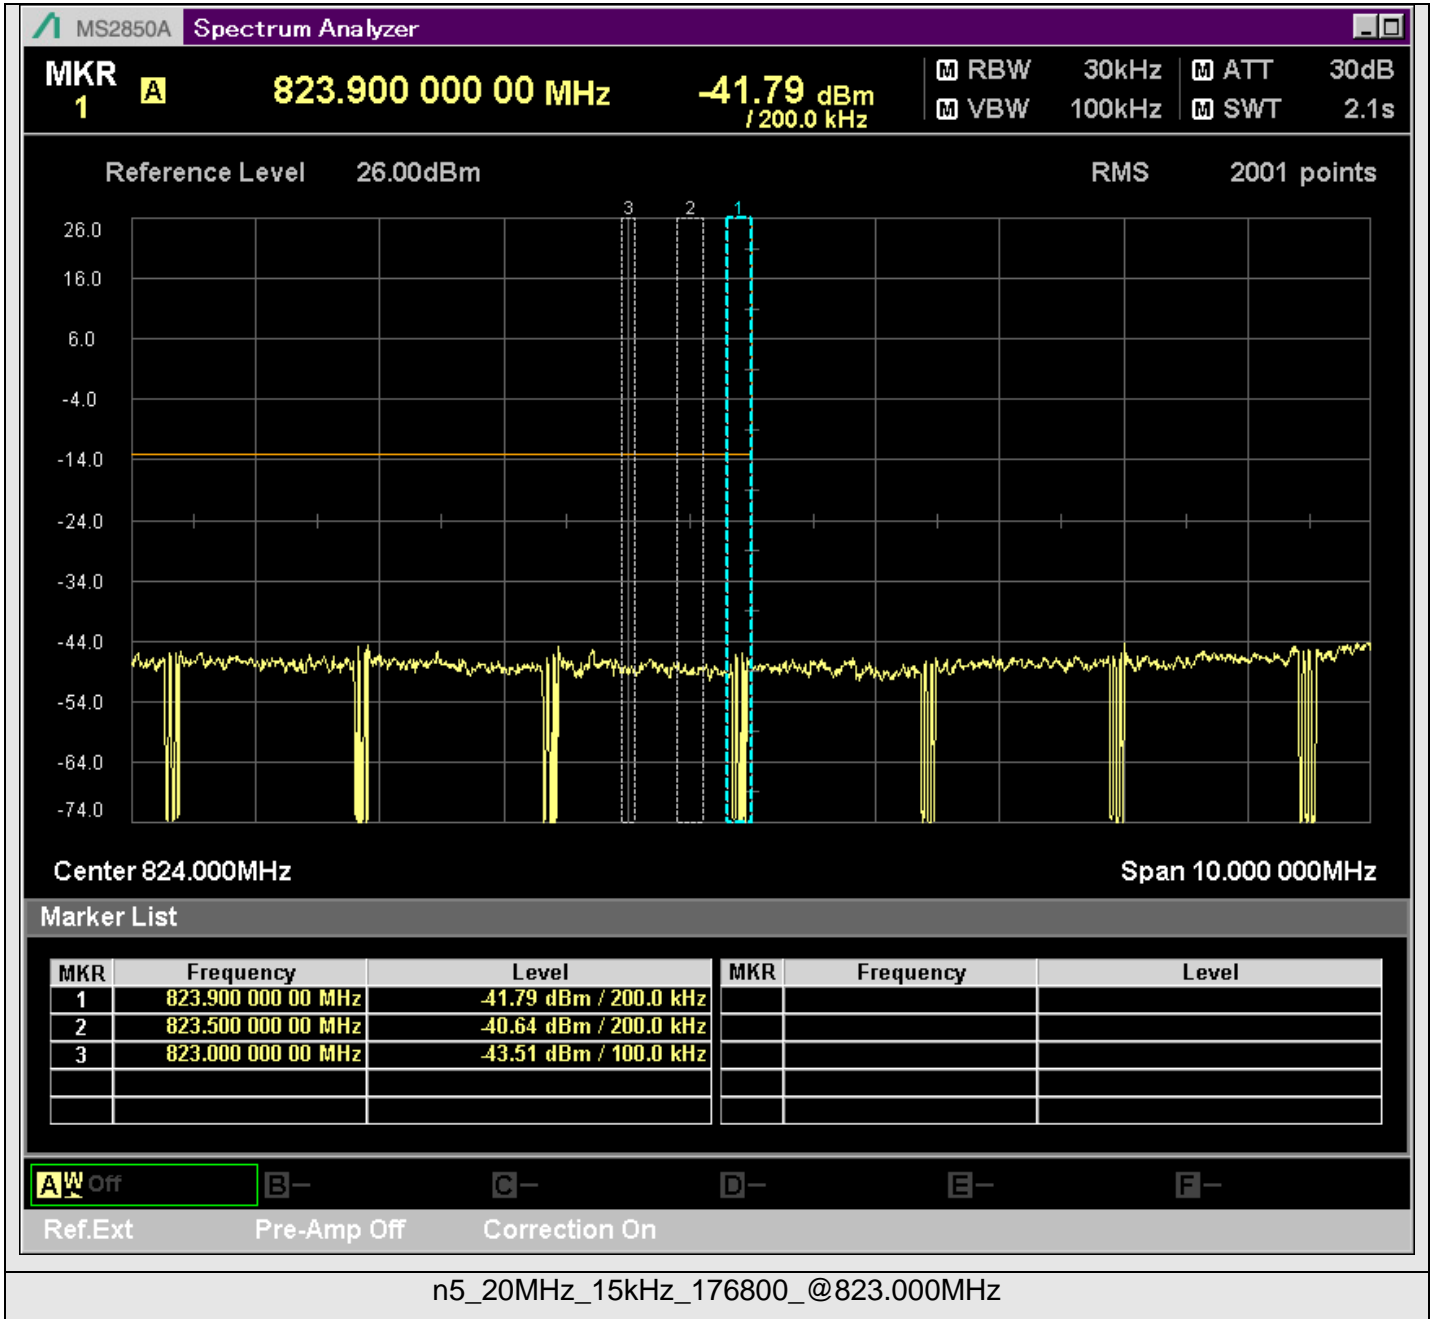 MS2850A Spectrum Analyzer
MKR 1 A 823.900 000 00 MHz -41.79 dBm / 200.0 kHz
M RBW 30kHz M ATT 30dB
M VBW 100kHz M SWT 2.1s
Reference Level 26.00dBm RMS 2001 points
3 2 1
26.0
16.0
6.0
-4.0
-14.0
-24.0
-34.0
-44.0
-54.0
-64.0
-74.0
Center 824.000MHz Span 10.000 000MHz
Marker List
MKR Frequency Level MKR Frequency Level
1 823.900 000 00 MHz -41.79 dBm / 200.0 kHz
2 823.500 000 00 MHz -40.64 dBm / 200.0 kHz
3 823.000 000 00 MHz -43.51 dBm / 100.0 kHz
A W Off B C D E F
Ref.Ext Pre-Amp Off Correction On
n5_20MHz_15kHz_176800_@823.000MHz